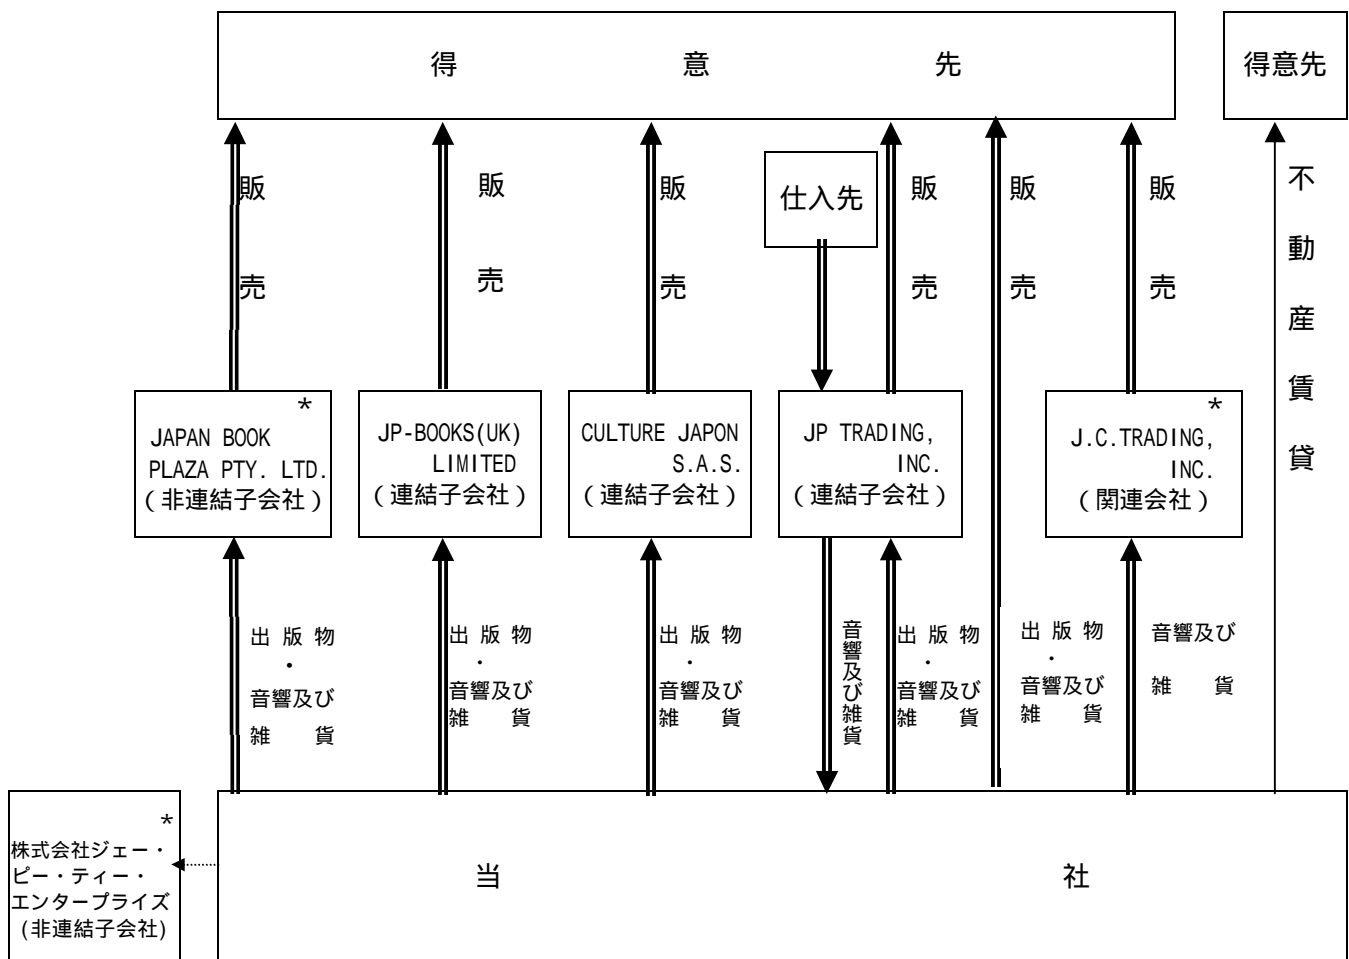 得意先
得意先
販売
販売
販売
仕入先
販売
販売
販売
不動産賃貸
*
JAPAN BOOK
PLAZA PTY. LTD.
(非連結子会社)
JP-BOOKS(UK)
LIMITED
(連結子会社)
CULTURE JAPON
S.A.S.
(連結子会社)
JP TRADING,
INC.
(連結子会社)
*
J.C.TRADING,
INC.
(関連会社)
出版物
・
音響及び
雑貨
出版物
・
音響及び
雑貨
出版物
・
音響及び
雑貨
音響及び雑貨
出版物
・
音響及び
雑貨
出版物
・
音響及び
雑貨
音響及び
雑貨
*
株式会社ジェー・
ピー・ティー・
エンタープライズ
(非連結子会社)
当社